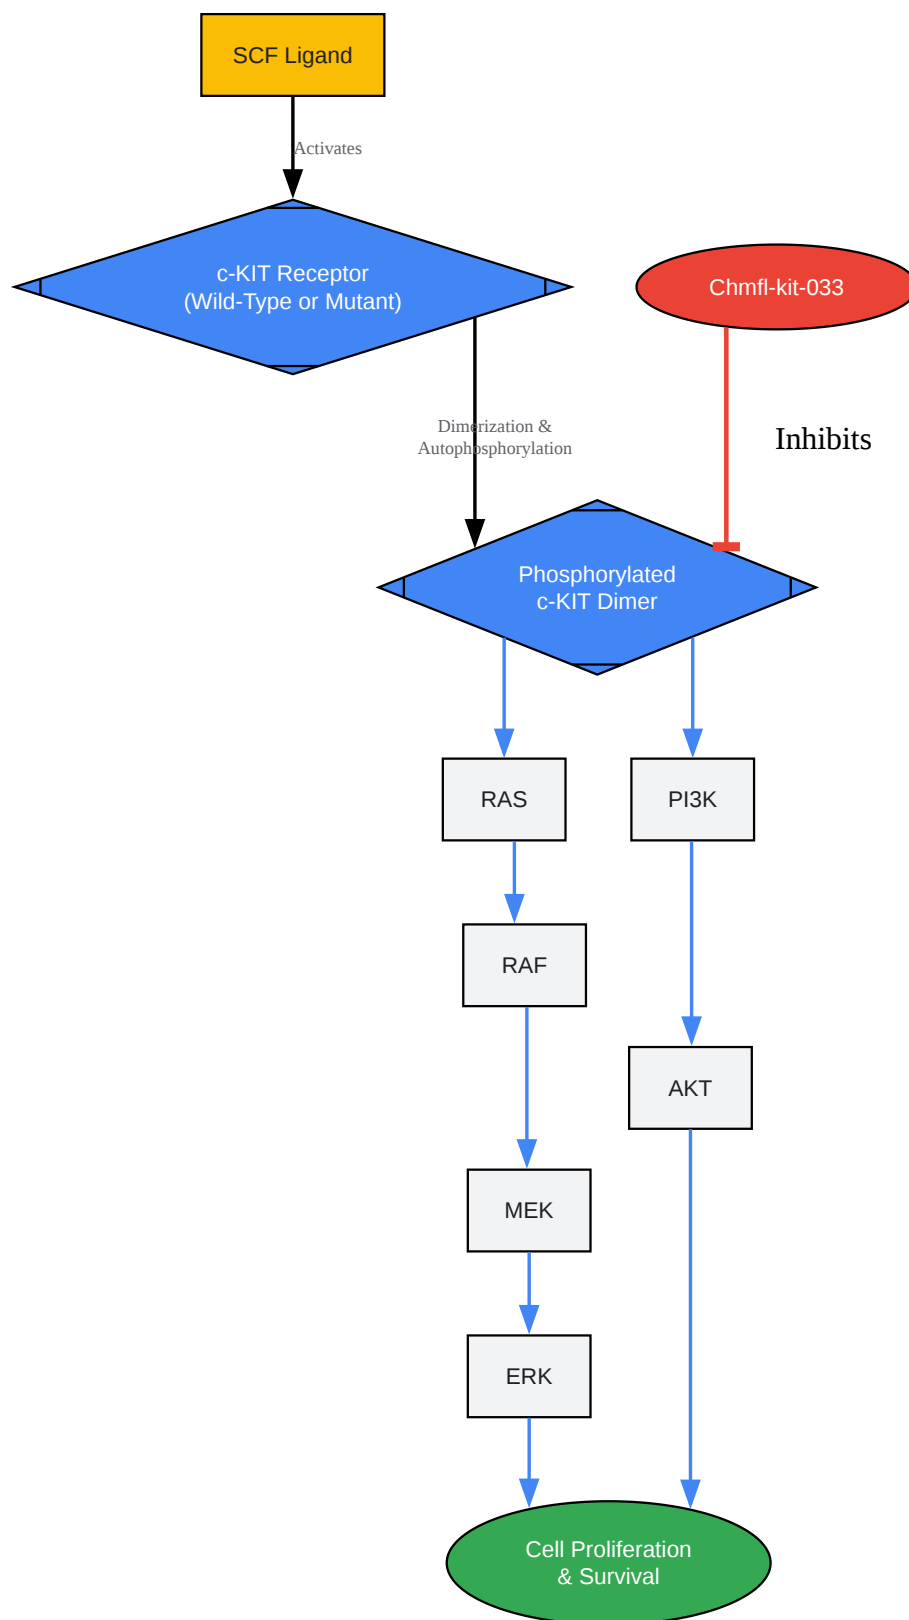 SCF Ligand
Activates
c-KIT Receptor
(Wild-Type or Mutant)
Chmfl-kit-033
Dimerization &
Autophosphorylation
Inhibits
Phosphorylated
c-KIT Dimer
RAS
PI3K
RAF
AKT
MEK
ERK
Cell Proliferation
& Survival